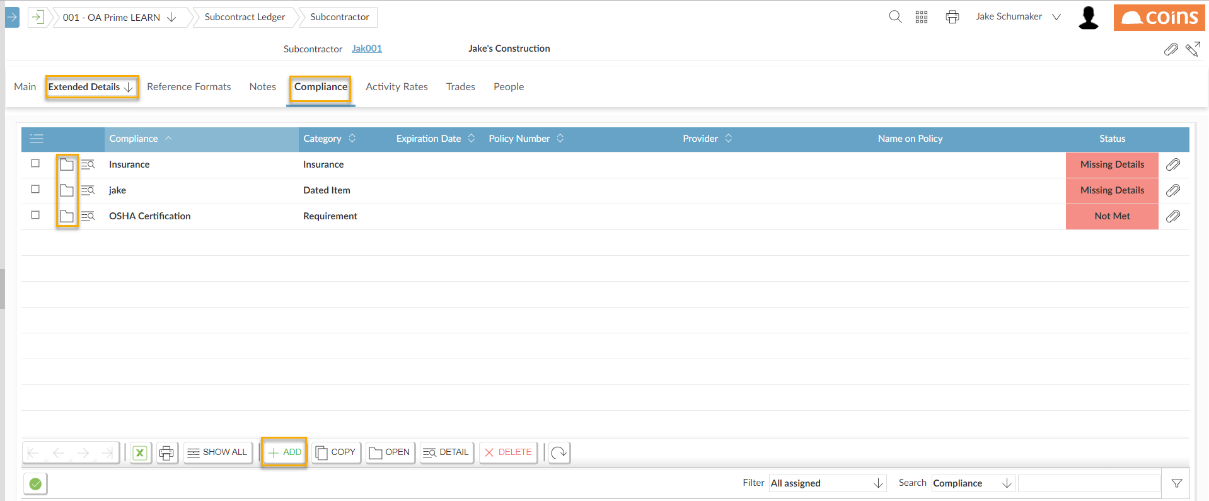 001 - OA Prime LEARN Subcontract Ledger Subcontractor Jake Schumaker coins
Subcontractor Jak001 Jake's Construction
Main Extended Details Reference Formats Notes Compliance Activity Rates Trades People
Compliance Category Expiration Date Policy Number Provider Name on Policy Status
Insurance Insurance Missing Details
jake Dated Item Missing Details
OSHA Certification Requirement Not Met
SHOW ALL ADD COPY OPEN DETAIL DELETE
Filter All assigned Search Compliance